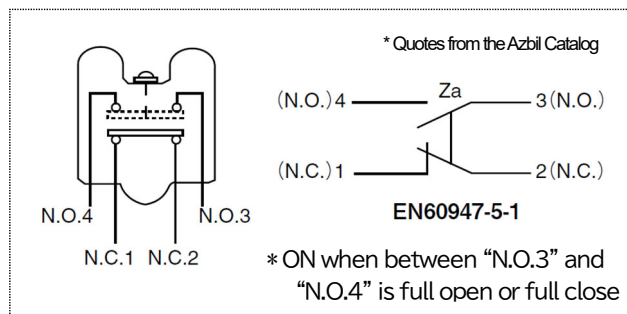 * Quotes from the Azbil Catalog
N.O.4
N.O.3
N.C.1 N.C.2
Za
(N.O.) 4
3 (N.O.)
(N.C.) 1
2 (N.C.)
EN60947-5-1
* ON when between “N.O.3” and
“N.O.4” is full open or full close